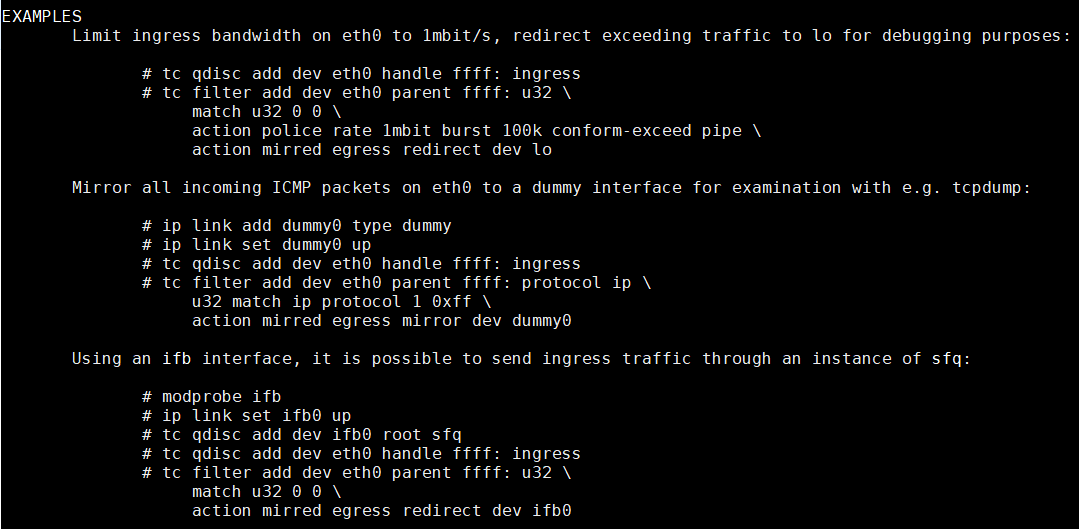 EXAMPLES
Limit ingress bandwidth on eth0 to 1mbit/s, redirect exceeding traffic to lo for debugging purposes:
# tc qdisc add dev eth0 handle ffff: ingress
# tc filter add dev eth0 parent ffff: u32 \
match u32 0 0 \
action police rate 1mbit burst 100k conform-exceed pipe \
action mirred egress redirect dev lo
Mirror all incoming ICMP packets on eth0 to a dummy interface for examination with e.g. tcpdump:
# ip link add dummy0 type dummy
# ip link set dummy0 up
# tc qdisc add dev eth0 handle ffff: ingress
# tc filter add dev eth0 parent ffff: protocol ip \
u32 match ip protocol 1 0xff \
action mirred egress mirror dev dummy0
Using an ifb interface, it is possible to send ingress traffic through an instance of sfq:
# modprobe ifb
# ip link set ifb0 up
# tc qdisc add dev ifb0 root sfq
# tc qdisc add dev eth0 handle ffff: ingress
# tc filter add dev eth0 parent ffff: u32 \
match u32 0 0 \
action mirred egress redirect dev ifb0